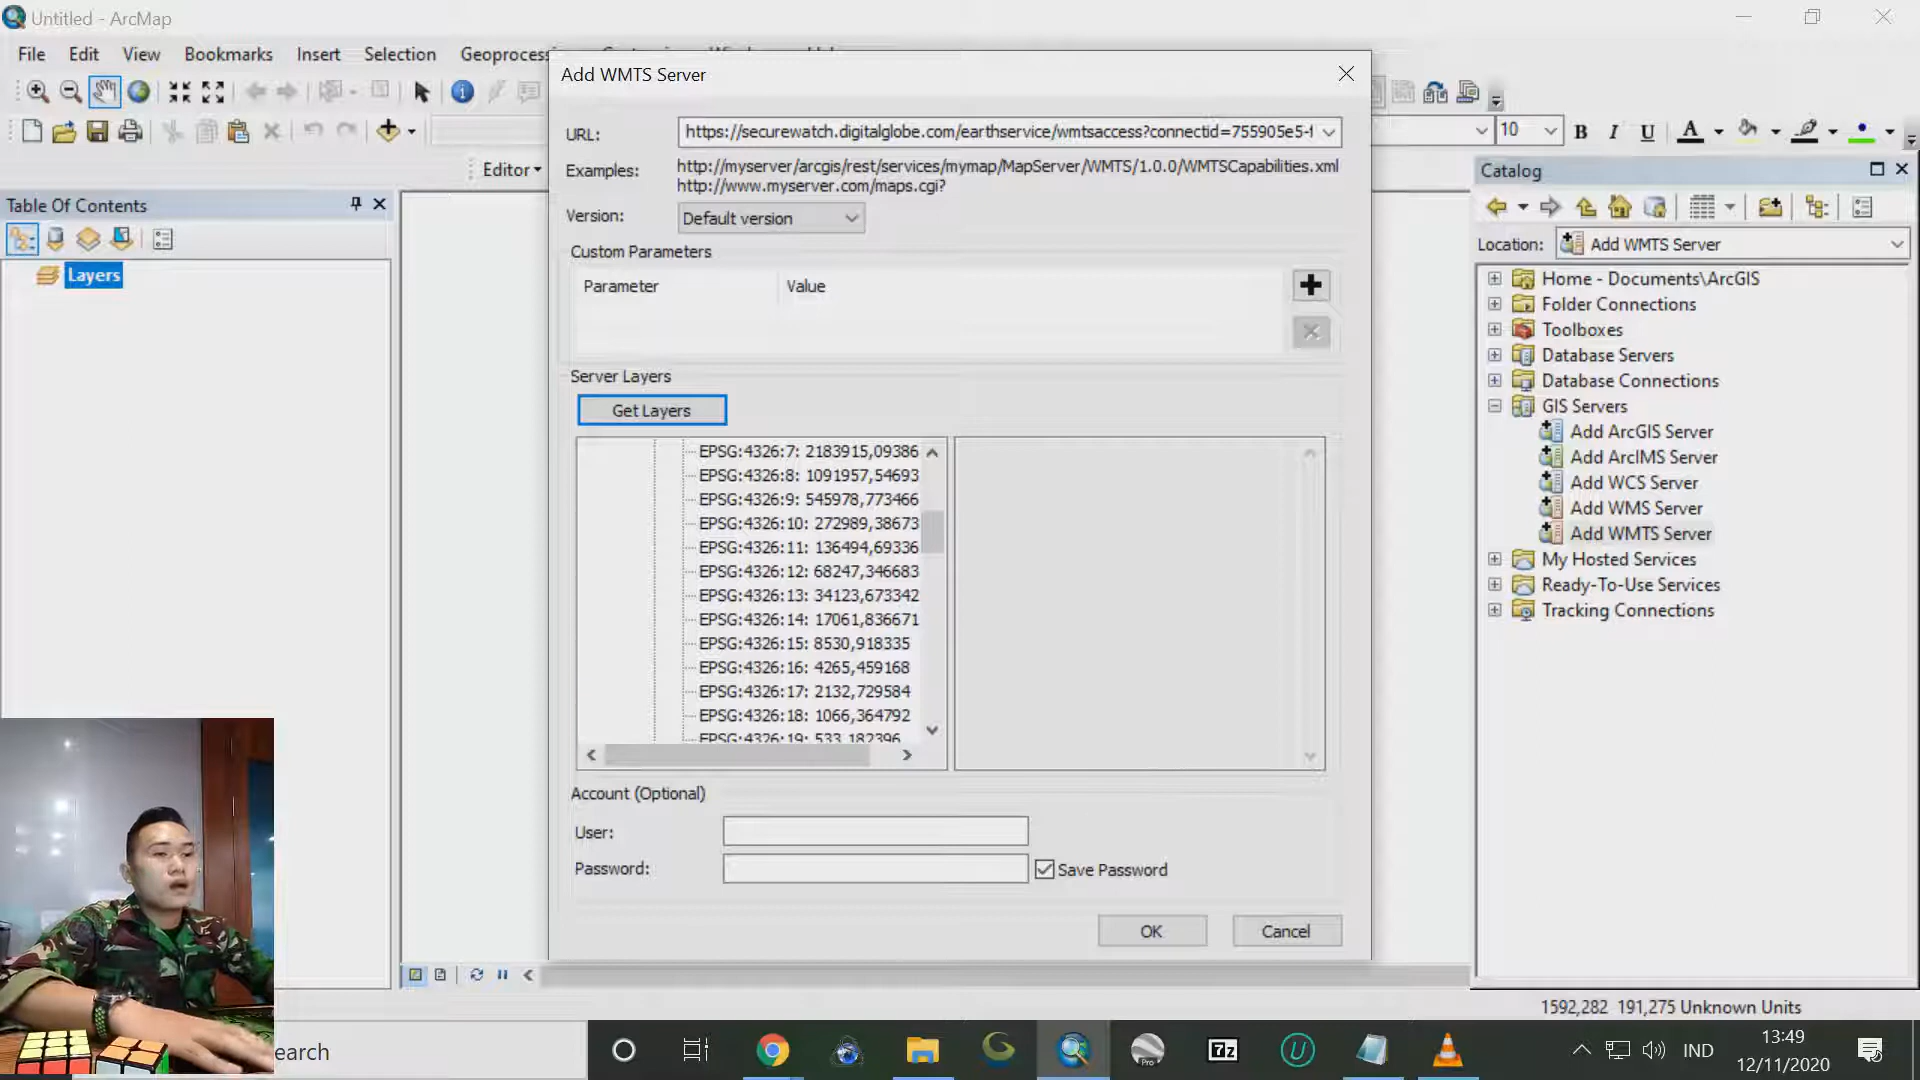 Untitled - ArcMap
File Edit View Bookmarks Insert Selection
Add WMTS Server
URL: https://securewatch.digitalglobe.com/earthservice/wmtsaccess?connectid=755905e5-f
Examples: http://myserver/arcgis/rest/services/mymap/MapServer/WMTS/1.0.0/WMTSCapabilities.xml
http://www.myserver.com/maps.cgi?
Version: Default version
Custom Parameters
Parameter Value
Server Layers
Get Layers
EPSG:4326:7: 2183915,09386
EPSG:4326:8: 1091957,54693
EPSG:4326:9: 545978,773466
EPSG:4326:10: 272989,38673
EPSG:4326:11: 136494,69336
EPSG:4326:12: 68247,346683
EPSG:4326:13: 34123,673342
EPSG:4326:14: 17061,836671
EPSG:4326:15: 8530,918335
EPSG:4326:16: 4265,459168
EPSG:4326:17: 2132,729584
EPSG:4326:18: 1066,364792
EPSG:4326:19: 533,182396
Account (Optional)
User:
Password:
Save Password
OK Cancel
Editor
10 B I U A
Table Of Contents
Layers
Catalog
Location: Add WMTS Server
Home - Documents\ArcGIS
Folder Connections
Toolboxes
Database Servers
Database Connections
GIS Servers
Add ArcGIS Server
Add ArcIMS Server
Add WCS Server
Add WMS Server
Add WMTS Server
My Hosted Services
Ready-To-Use Services
Tracking Connections
1592,282 191,275 Unknown Units
earch
Pro
7z
U
IND
13:49
12/11/2020